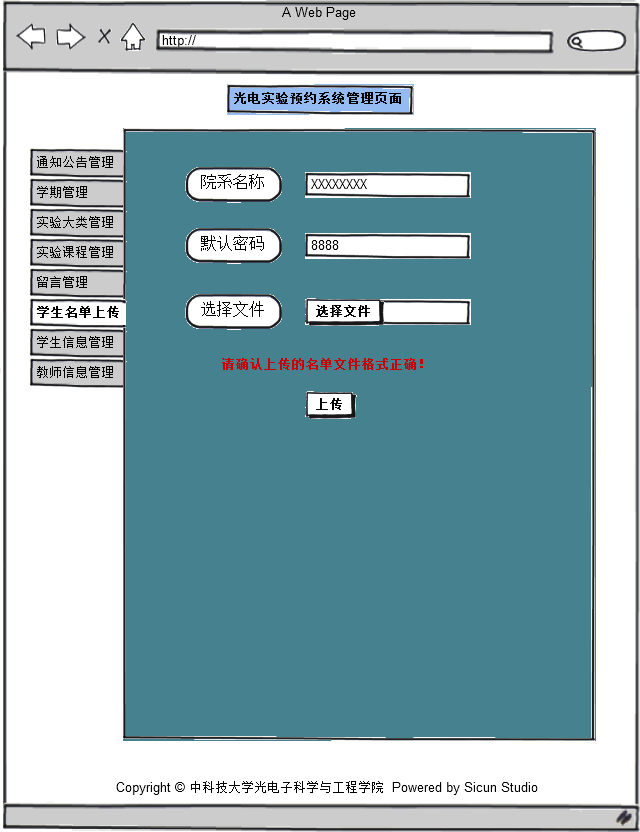 A Web Page
http://
光电实验预约系统管理页面
通知公告管理
学期管理
实验大类管理
实验课程管理
留言管理
学生名单上传
学生信息管理
教师信息管理
院系名称 XXXXXXXX
默认密码 8888
选择文件 选择文件
请确认上传的名单文件格式正确！
上传
Copyright © 中科技大学光电子科学与工程学院 Powered by Sicun Studio